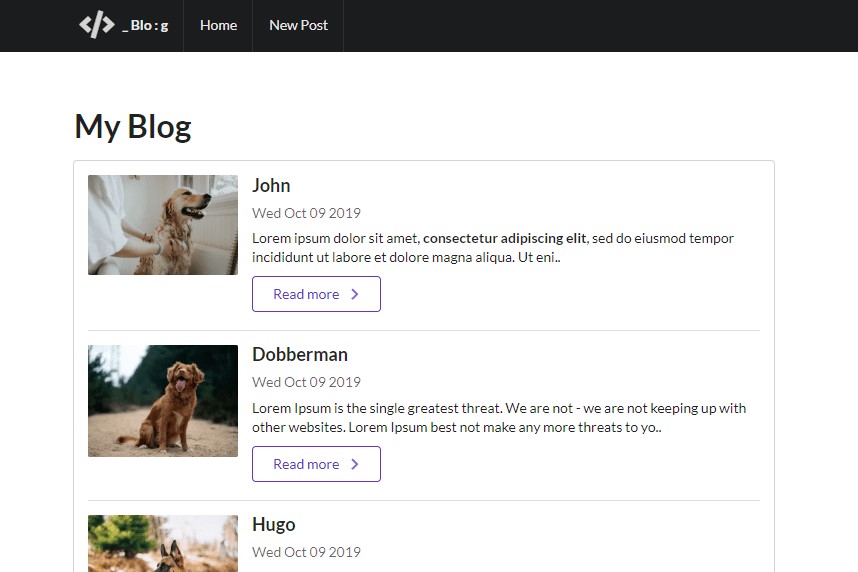 </> _Blo:g Home New Post
My Blog
John
Wed Oct 09 2019
Lorem ipsum dolor sit amet, consectetur adipiscing elit, sed do eiusmod tempor
incididunt ut labore et dolore magna aliqua. Ut eni..
Read more
Dobberman
Wed Oct 09 2019
Lorem Ipsum is the single greatest threat. We are not - we are not keeping up with
other websites. Lorem Ipsum best not make any more threats to yo..
Read more
Hugo
Wed Oct 09 2019